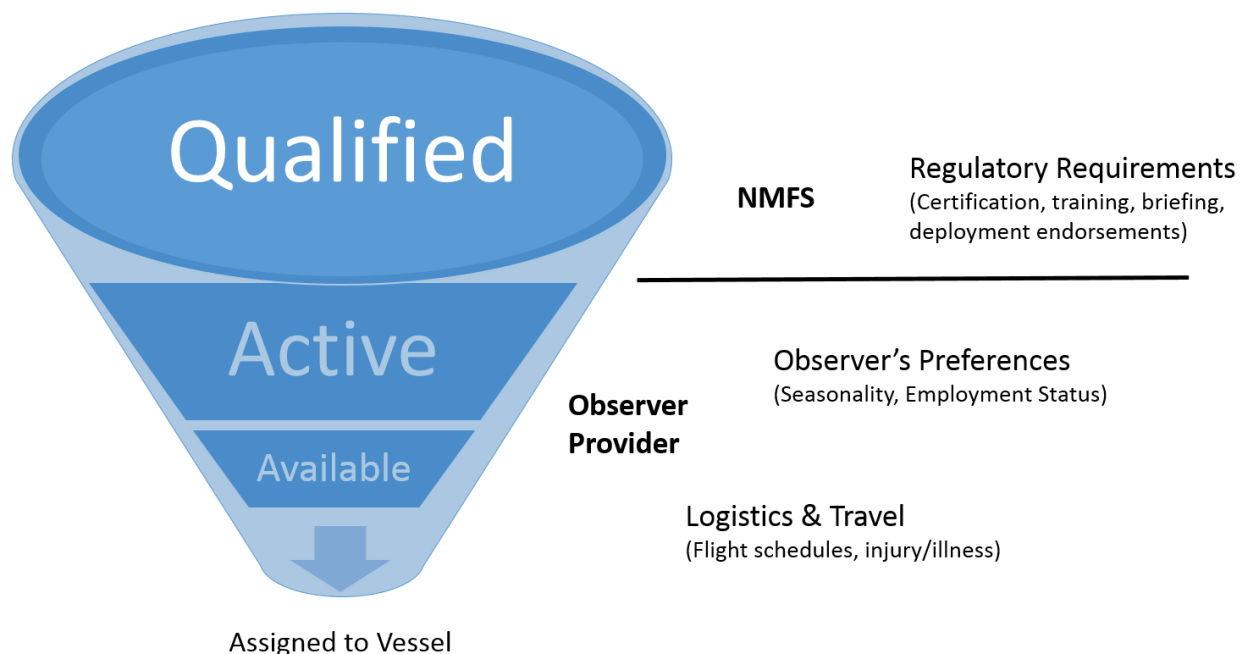 Qualified
NMFS
Regulatory Requirements
(Certification, training, briefing,
deployment endorsements)
Active
Observer’s Preferences
(Seasonality, Employment Status)
Observer
Provider
Available
Logistics & Travel
(Flight schedules, injury/illness)
Assigned to Vessel